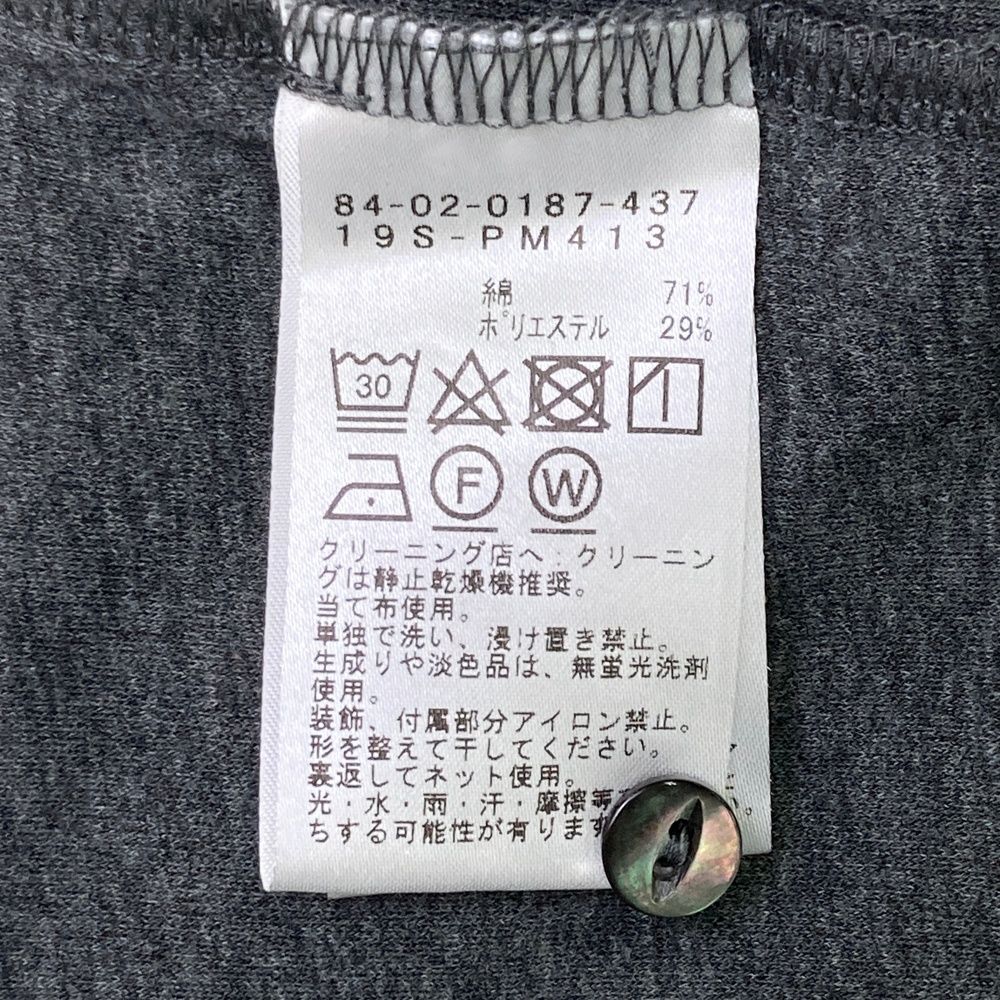 84-02-0187-437
19S-PM413
綿 71%
ポリエステル 29%
30
F W
クリーニング店へ:クリーニン
グは静止乾燥機推奨。
当て布使用。
単独で洗い、浸け置き禁止。
生成りや淡色品は、無蛍光洗剤
使用。
装飾、付属部分アイロン禁止。
形を整えて干してください。
裏返してネット使用。
光・水・雨・汗・摩擦等
ちする可能性が有ります